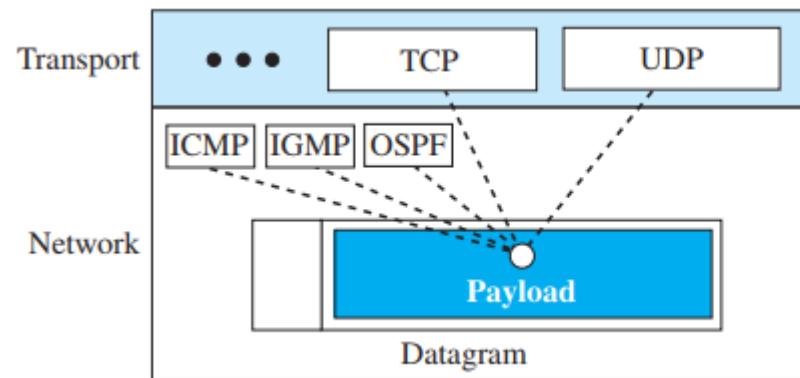 Transport
TCP
UDP
ICMP
IGMP
OSPF
Network
Payload
Datagram